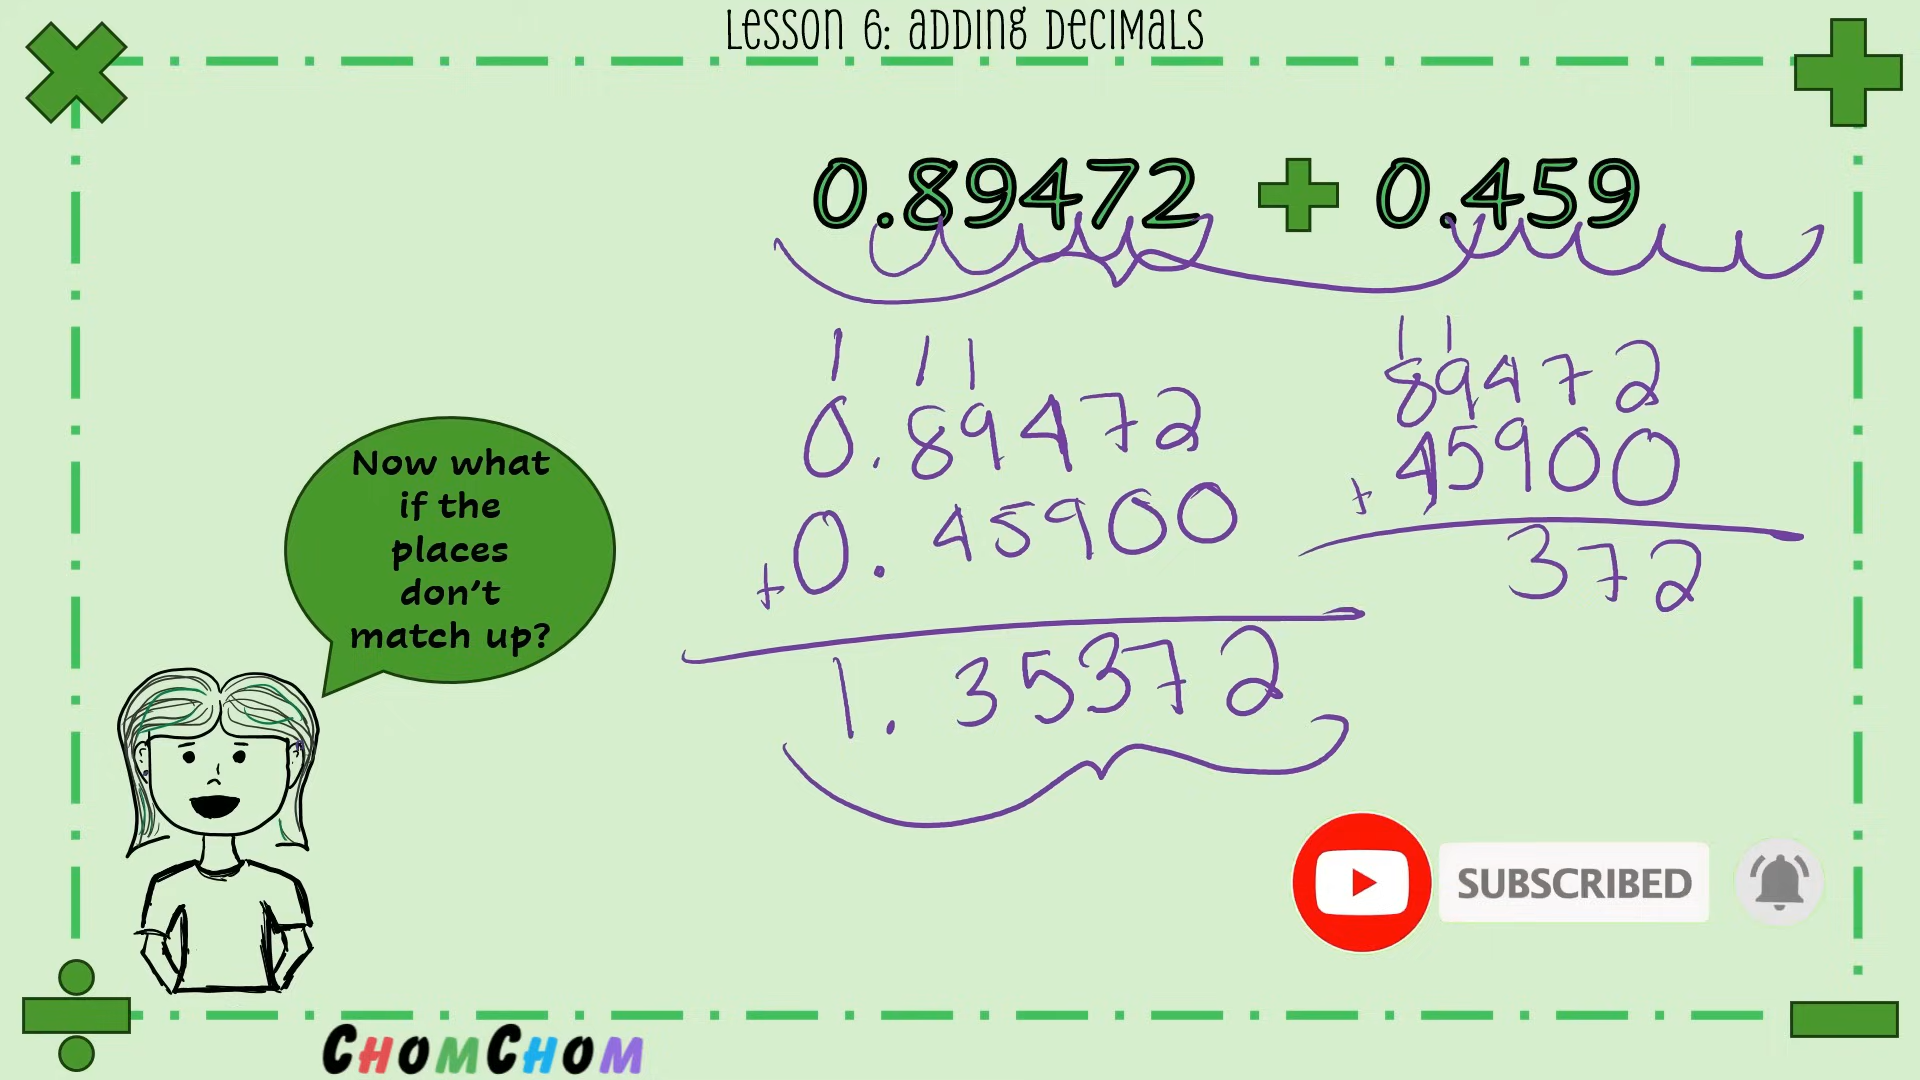 Lesson 6: adding decimals
0.89472 + 0.459
Now what
if the
places
don't
match up?
1 11
0.89472
+0.45900
1.35372
11
89472
+ 45900
372
SUBSCRIBED
CHOMCHOM